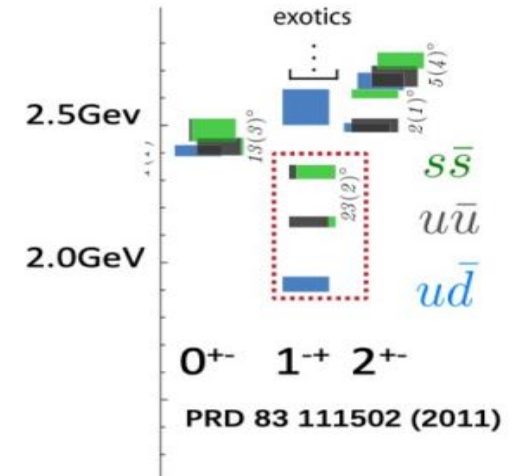 exotics
5(4)°
2.5Gev
2(1)°
13(3)°
ss̄
23(2)°
uū
2.0GeV
ud̄
0⁺⁻ 1⁻⁺ 2⁺⁻
PRD 83 111502 (2011)